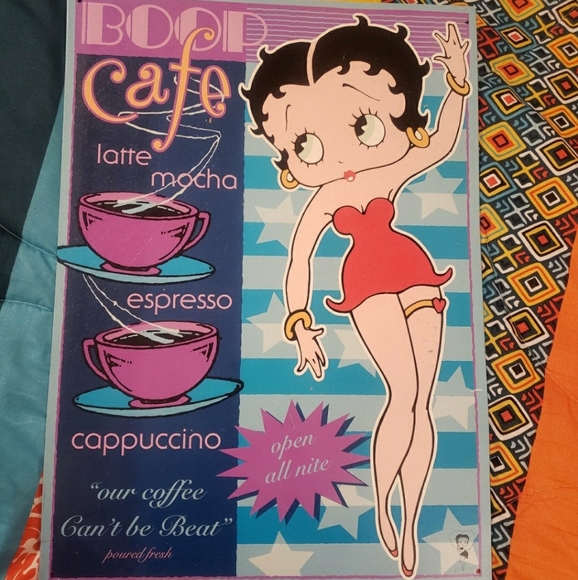 BOOP
cafe
latte
mocha
espresso
cappuccino
open
all nite
"our coffee
Can't be Beat"
poured fresh